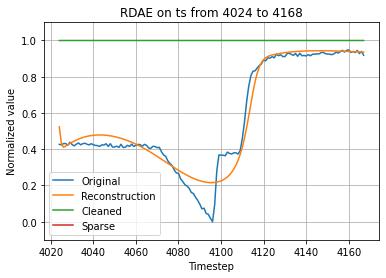 RDAE on ts from 4024 to 4168
Normalized value
1.0
0.8
0.6
0.4
0.2
0.0
Original
Reconstruction
Cleaned
Sparse
4020 4040 4060 4080 4100 4120 4140 4160
Timestep